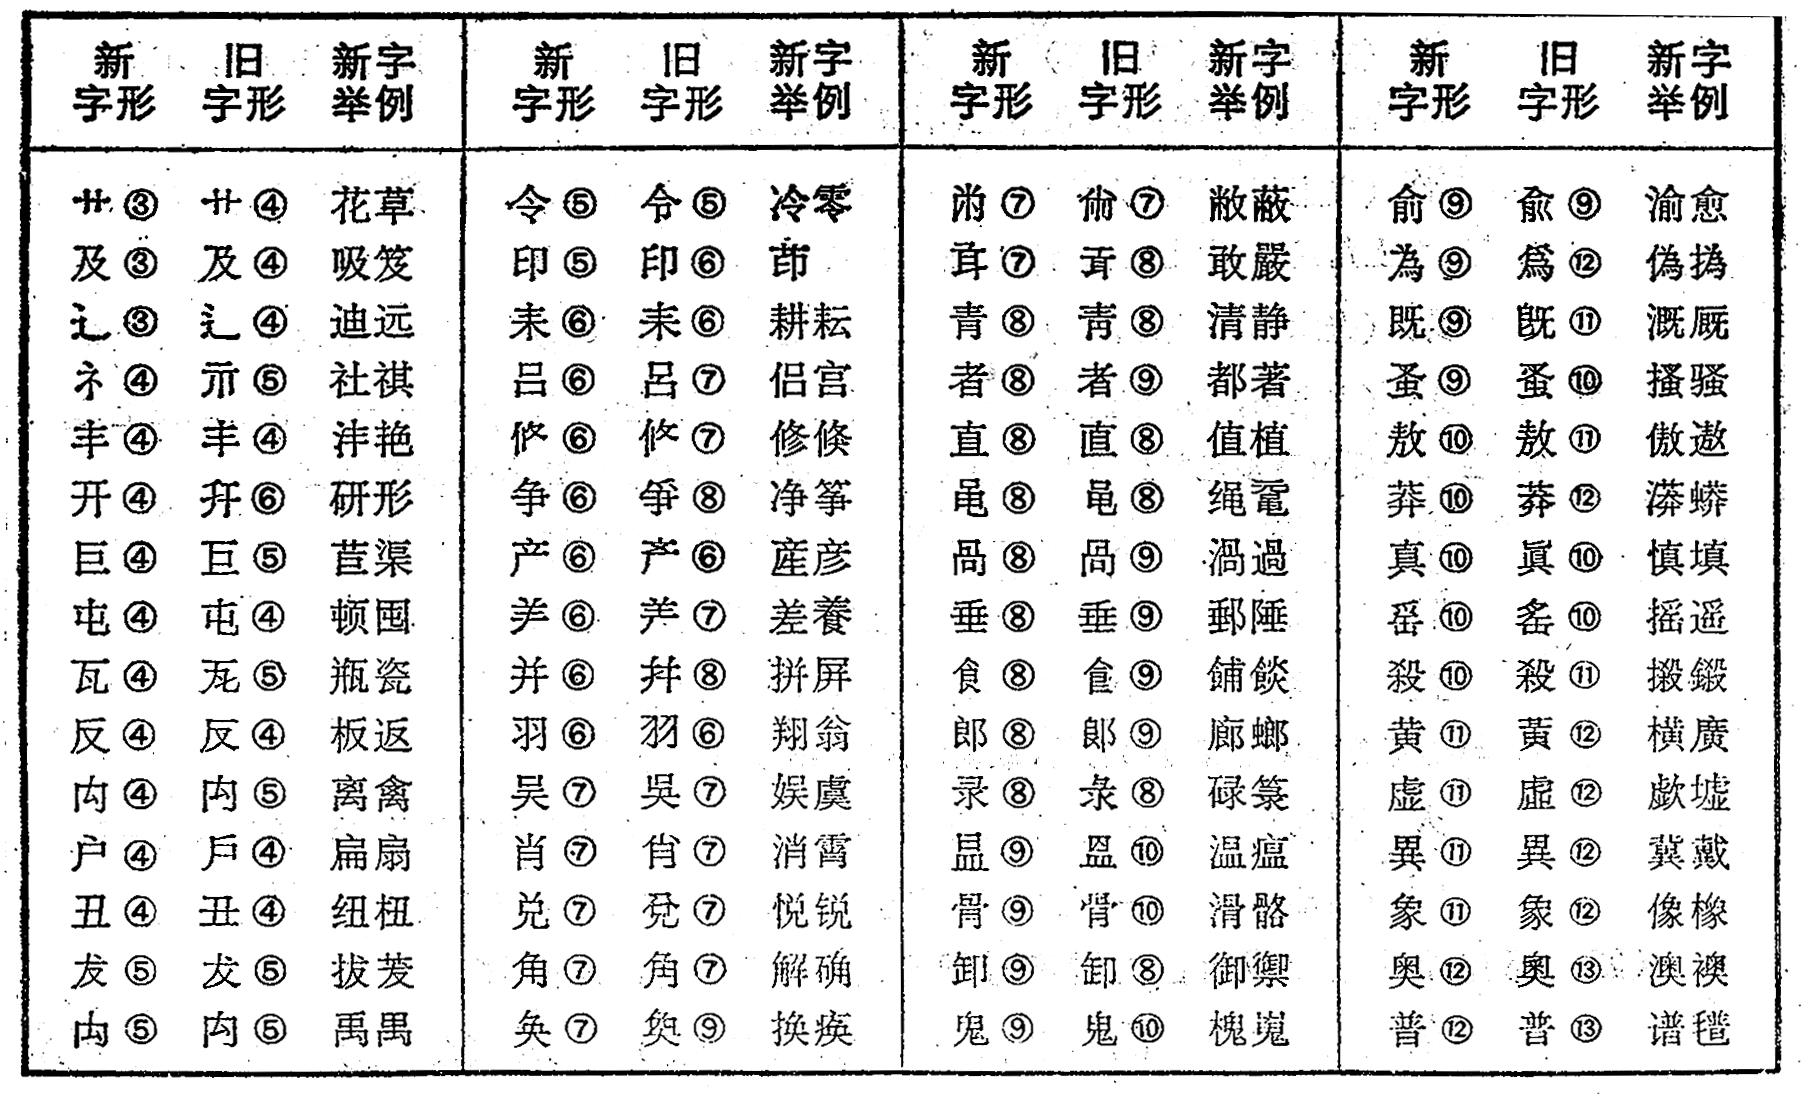 新 旧 新字 新 旧 新字 新 旧 新字 新 旧 新字
字形 字形 举例 字形 字形 举例 字形 字形 举例 字形 字形 举例
艹③ 艹④ 花草 令⑤ 令⑤ 冷零 㡀⑦ 㡀⑦ 敝蔽 俞⑨ 兪⑨ 渝愈
及③ 及④ 吸笈 印⑤ 印⑥ 茚 ⑦ ⑧ 敢嚴 為⑨ 爲⑫ 偽撝
辶③ 辶④ 迪远 耒⑥ 耒⑥ 耕耘 青⑧ 靑⑧ 清静 既⑨ 旣⑪ 溉厩
礻④ 示⑤ 社祺 吕⑥ 呂⑦ 侣宫 者⑧ 者⑨ 都著 蚤⑨ 蚤⑩ 搔骚
丰④ 丰④ 沣艳 㐸⑥ 㐸⑦ 修倏 直⑧ 直⑧ 值植 敖⑩ 敖⑪ 傲遨
开④ 幵⑥ 研形 争⑥ 爭⑧ 净筝 黾⑧ 黾⑧ 绳鼋 莽⑩ 莽⑫ 漭蟒
巨④ 巨⑤ 苣渠 产⑥ 产⑥ 産彦 咼⑧ 咼⑨ 渦過 真⑩ 眞⑩ 慎填
屯④ 屯④ 顿囤 ⑥ ⑦ 差養 垂⑧ 垂⑨ 郵陲 䍃⑩ 䍃⑩ 摇遥
瓦④ 瓦⑤ 瓶瓷 并⑥ 幷⑧ 拼屏 飠⑧ 飠⑨ 餔餤 殺⑩ 殺⑪ 摋鎩
反④ 反④ 板返 羽⑥ 羽⑥ 翔翁 郎⑧ 郞⑨ 廊螂 黄⑪ 黃⑫ 横廣
禸④ 禸⑤ 离禽 吴⑦ 吳⑦ 娱虞 录⑧ 彔⑧ 碌箓 虚⑪ 虛⑫ 歔墟
户④ 戶④ 扁扇 肖⑦ 肖⑦ 消霄 昷⑨ 𥁕⑩ 温瘟 異⑪ 異⑫ 冀戴
丑④ 丑④ 纽杻 兑⑦ 兌⑦ 悦锐 骨⑨ 骨⑩ 滑骼 象⑪ 象⑫ 像橡
犮⑤ 犮⑤ 拔茇 角⑦ 角⑦ 解确 卸⑨ 卸⑧ 御禦 奥⑫ 奧⑬ 澳襖
禸⑤ 禸⑤ 禹禺 奂⑦ 奐⑨ 换痪 鬼⑨ 鬼⑩ 槐嵬 普⑫ 普⑬ 谱氆